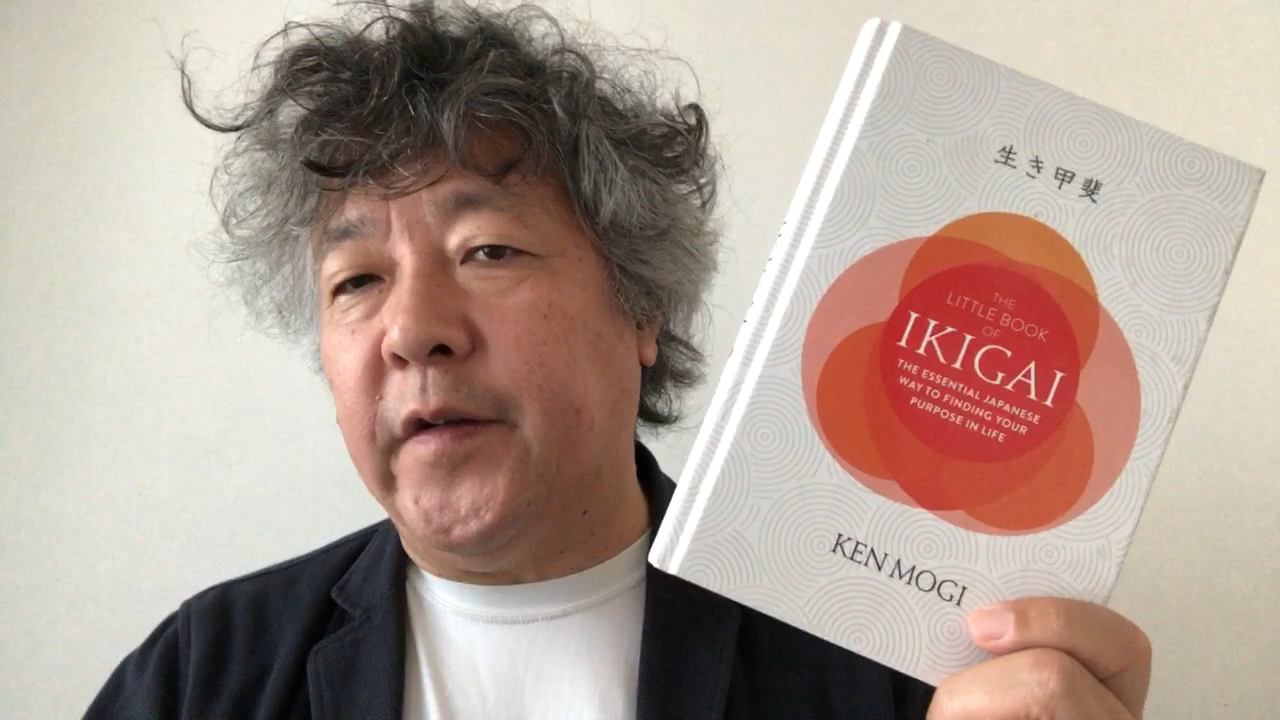 生き甲斐
THE
LITTLE BOOK
OF
IKIGAI
THE ESSENTIAL JAPANESE
WAY TO FINDING YOUR
PURPOSE IN LIFE
KEN MOGI